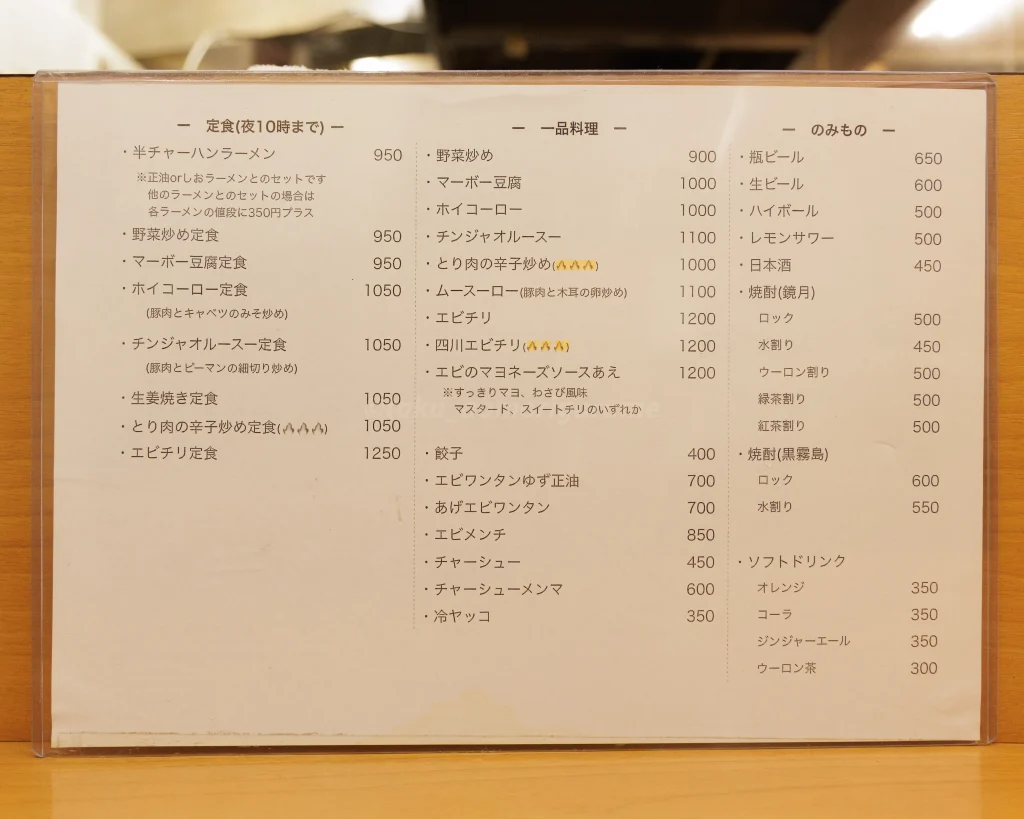 ー 定食(夜10時まで) ー
・半チャーハンラーメン 950
※正油orしおラーメンとのセットです
他のラーメンとのセットの場合は
各ラーメンの値段に350円プラス
・野菜炒め定食 950
・マーボー豆腐定食 950
・ホイコーロー定食 1050
(豚肉とキャベツのみそ炒め)
・チンジャオルースー定食 1050
(豚肉とピーマンの細切り炒め)
・生姜焼き定食 1050
・とり肉の辛子炒め定食( ) 1050
・エビチリ定食 1250
ー 一品料理 ー
・野菜炒め 900
・マーボー豆腐 1000
・ホイコーロー 1000
・チンジャオルースー 1100
・とり肉の辛子炒め( ) 1000
・ムースーロー(豚肉と木耳の卵炒め) 1100
・エビチリ 1200
・四川エビチリ( ) 1200
・エビのマヨネーズソースあえ 1200
※すっきりマヨ、わさび風味
マスタード、スイートチリのいずれか
・餃子 400
・エビワンタンゆず正油 700
・あげエビワンタン 700
・エビメンチ 850
・チャーシュー 450
・チャーシューメンマ 600
・冷ヤッコ 350
ー のみもの ー
・瓶ビール 650
・生ビール 600
・ハイボール 500
・レモンサワー 500
・日本酒 450
・焼酎(鏡月)
ロック 500
水割り 450
ウーロン割り 500
緑茶割り 500
紅茶割り 500
・焼酎(黒霧島)
ロック 600
水割り 550
・ソフトドリンク
オレンジ 350
コーラ 350
ジンジャーエール 350
ウーロン茶 300